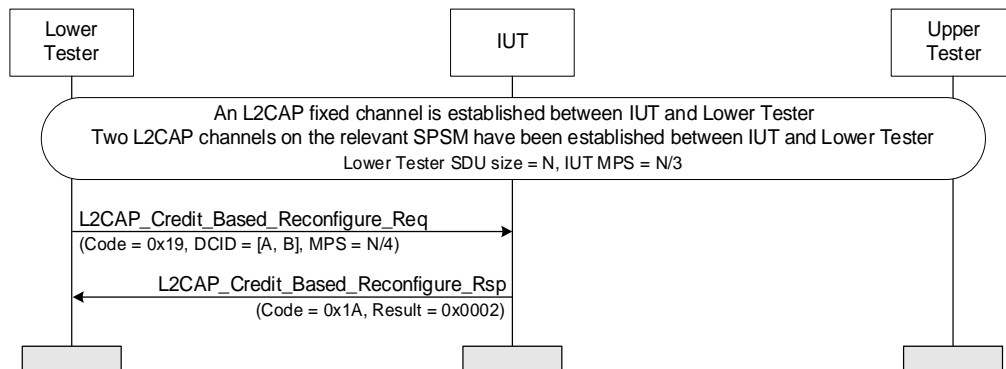 Lower
Tester
IUT
Upper
Tester
An L2CAP fixed channel is established between IUT and Lower Tester
Two L2CAP channels on the relevant SPSM have been established between IUT and Lower Tester
Lower Tester SDU size = N, IUT MPS = N/3
L2CAP_Credit_Based_Reconfigure_Req
(Code = 0x19, DCID = [A, B], MPS = N/4)
L2CAP_Credit_Based_Reconfigure_Rsp
(Code = 0x1A, Result = 0x0002)